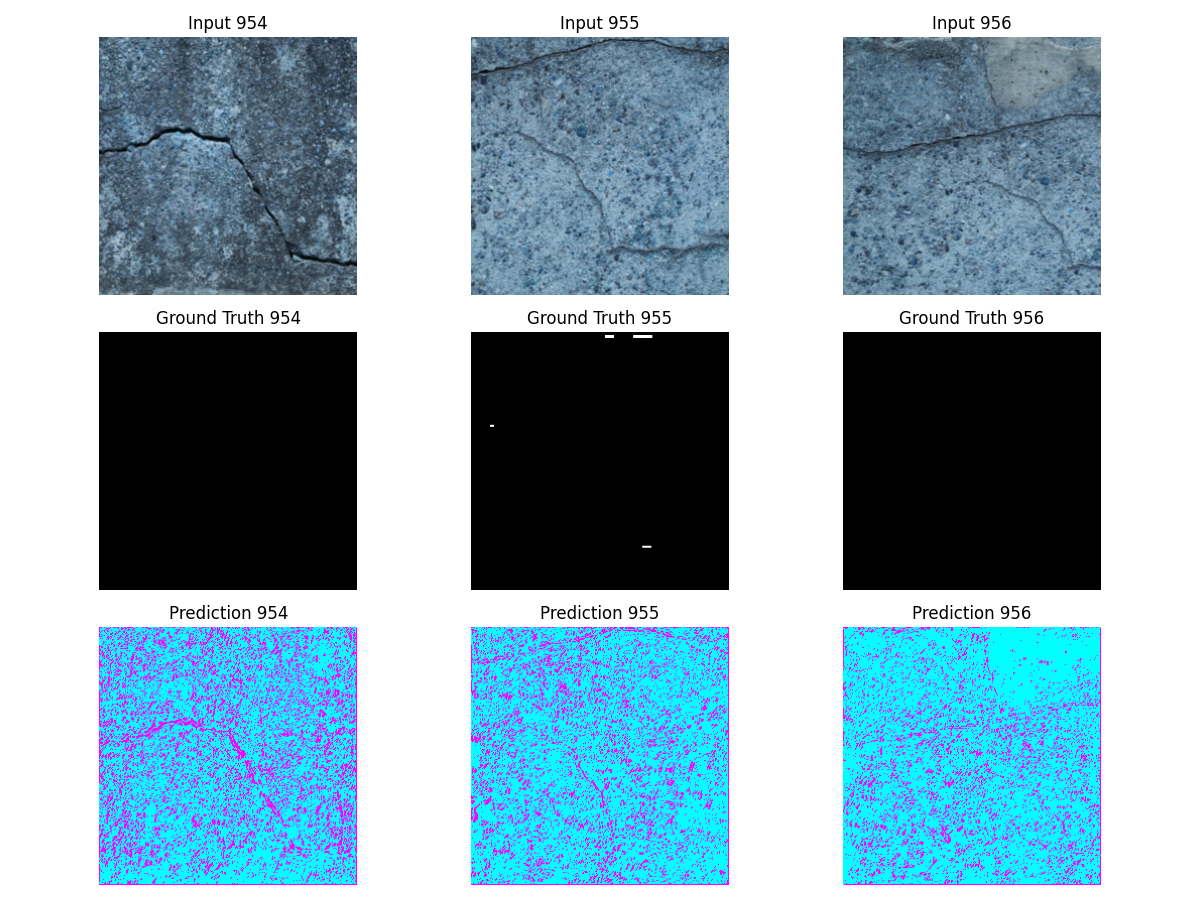 Input 954
Input 955
Input 956
Ground Truth 954
Ground Truth 955
Ground Truth 956
Prediction 954
Prediction 955
Prediction 956